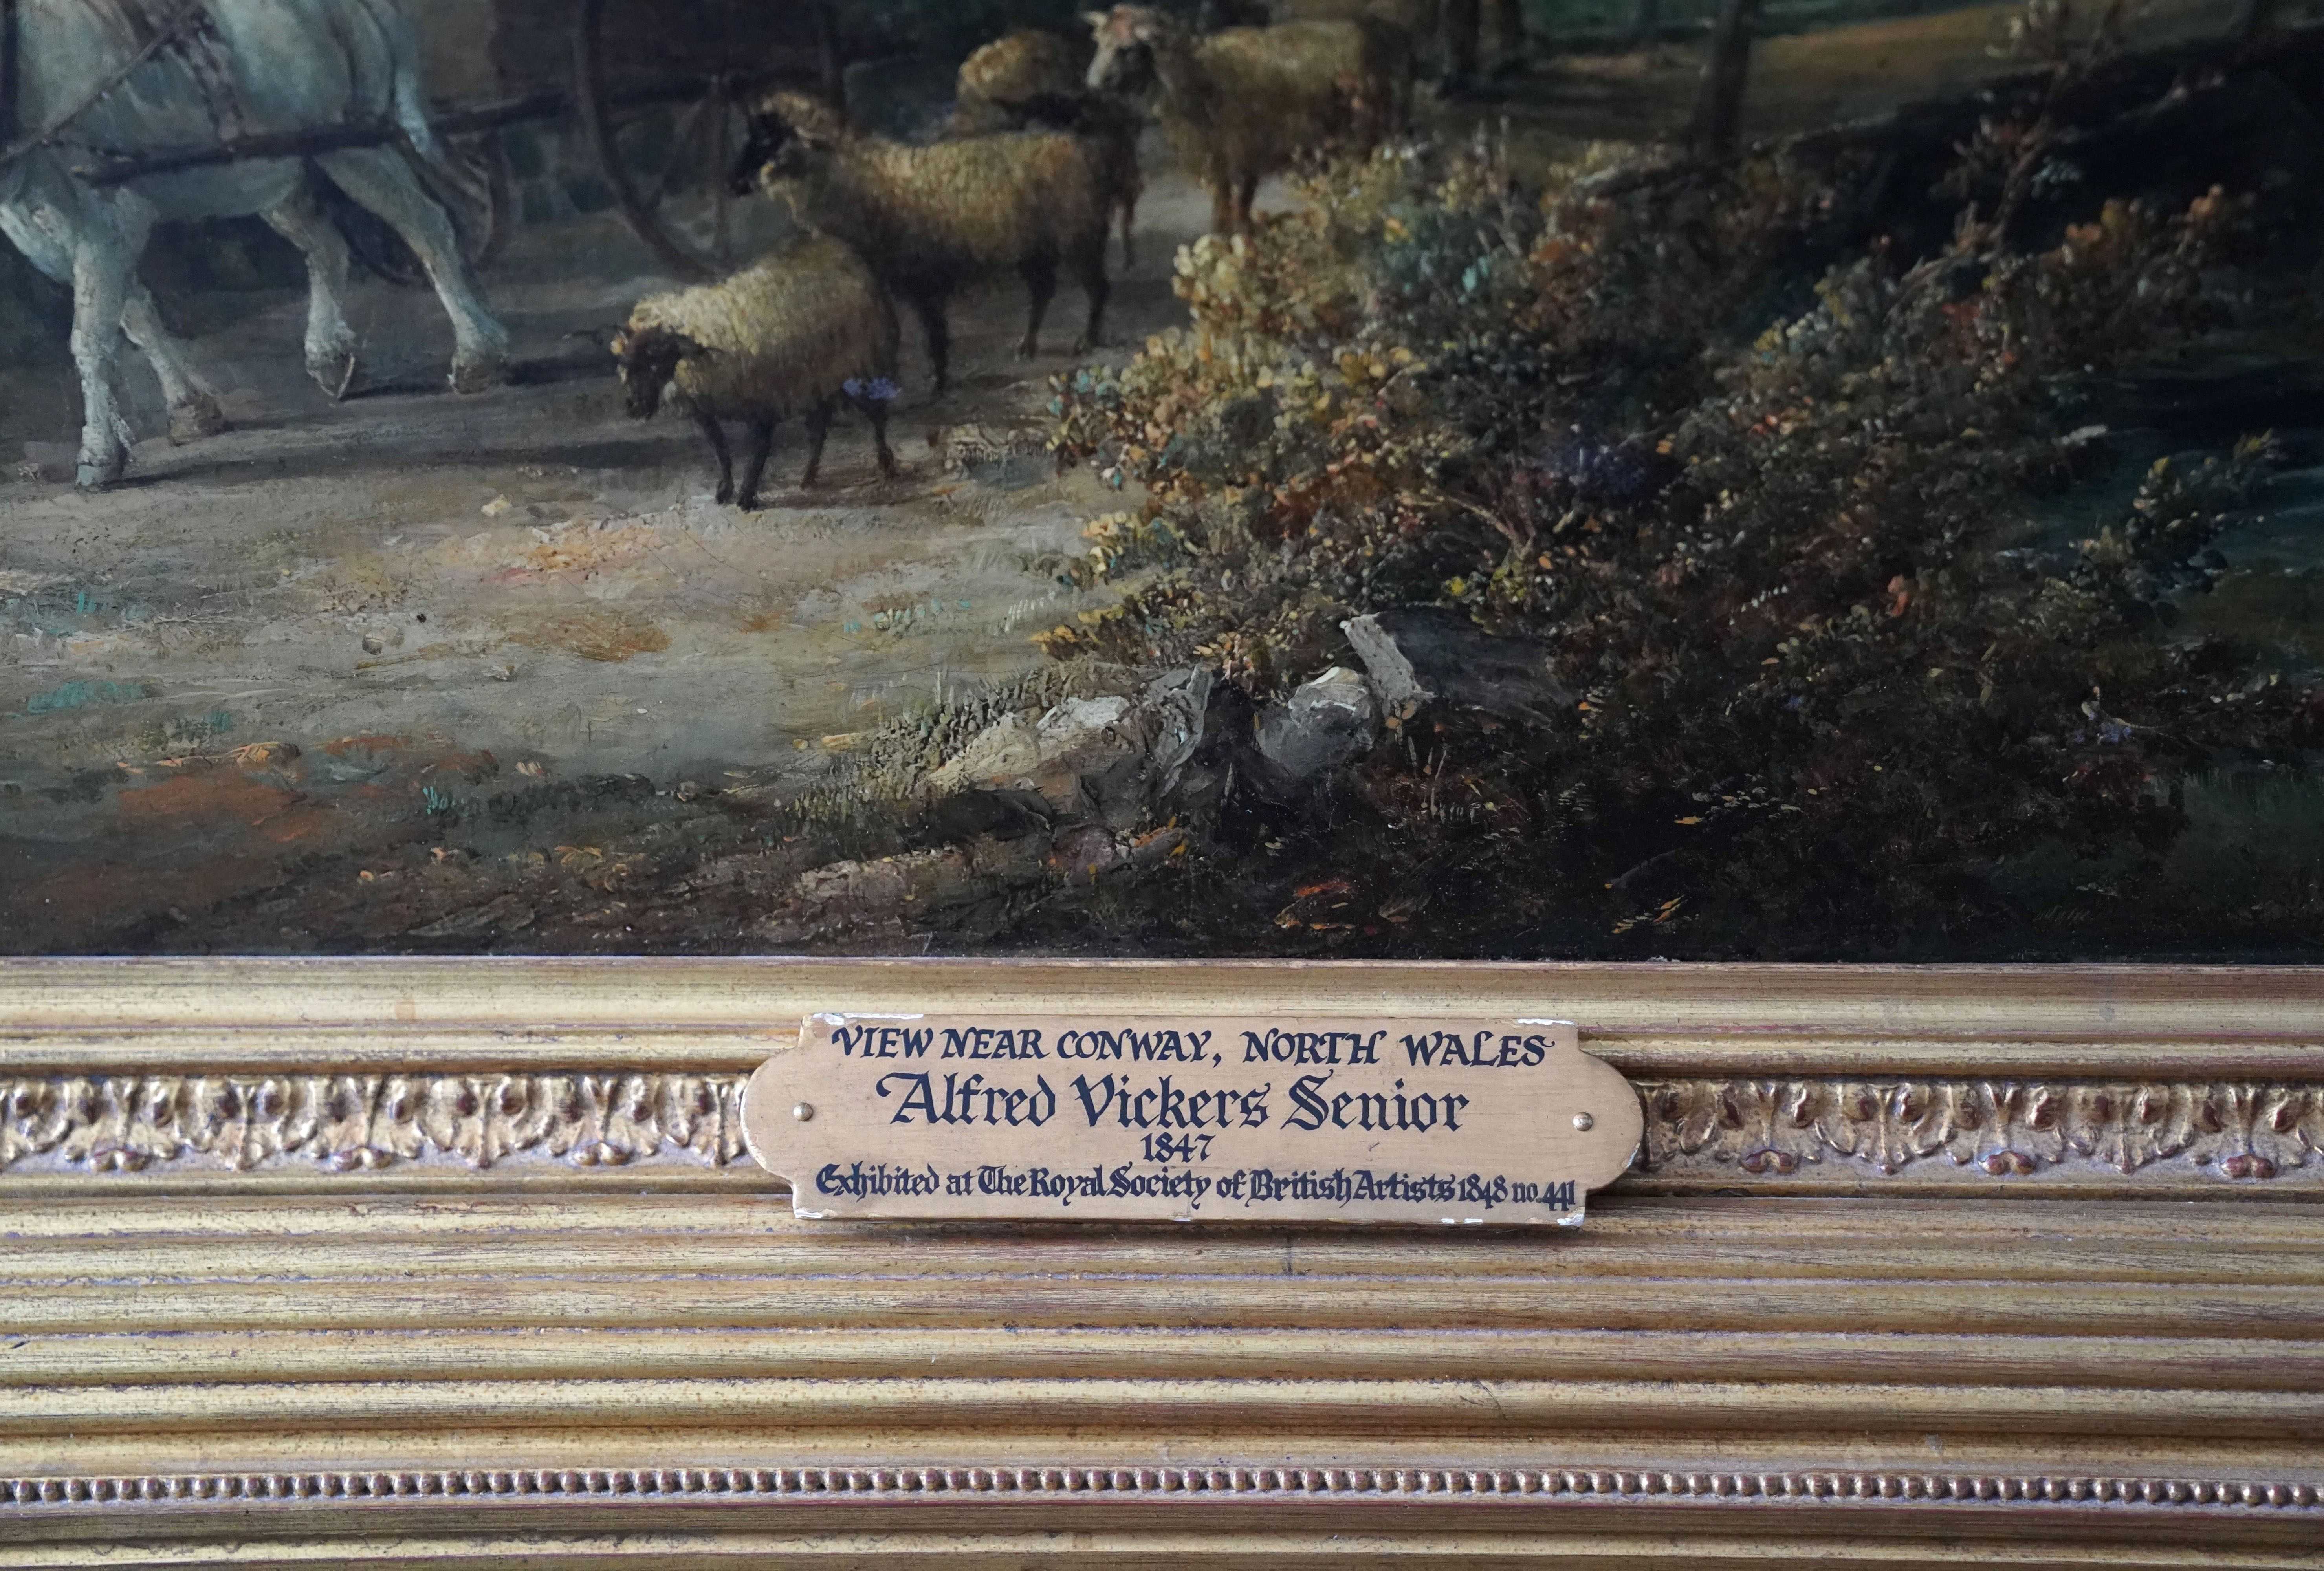 VIEW NEAR CONWAY, NORTH WALES
Alfred Vickers Senior
1847
Exhibited at The Royal Society of British Artists 1848 no. 441